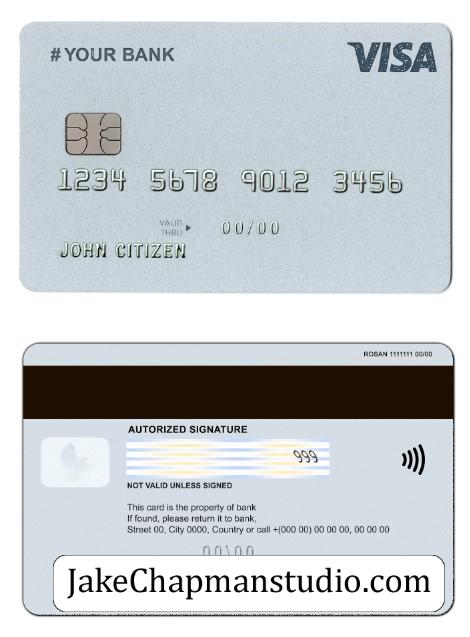 #YOUR BANK VISA
1234 5678 9012 3456
VALID
THRU 00/00
JOHN CITIZEN
ROSAN 1111111 00/00
AUTORIZED SIGNATURE
999
NOT VALID UNLESS SIGNED
This card is the property of bank
If found, please return it to bank,
Street 00, City 0000, Country or call +(000 00) 00 00 00, 00 00 00
00/00
JakeChapmanstudio.com